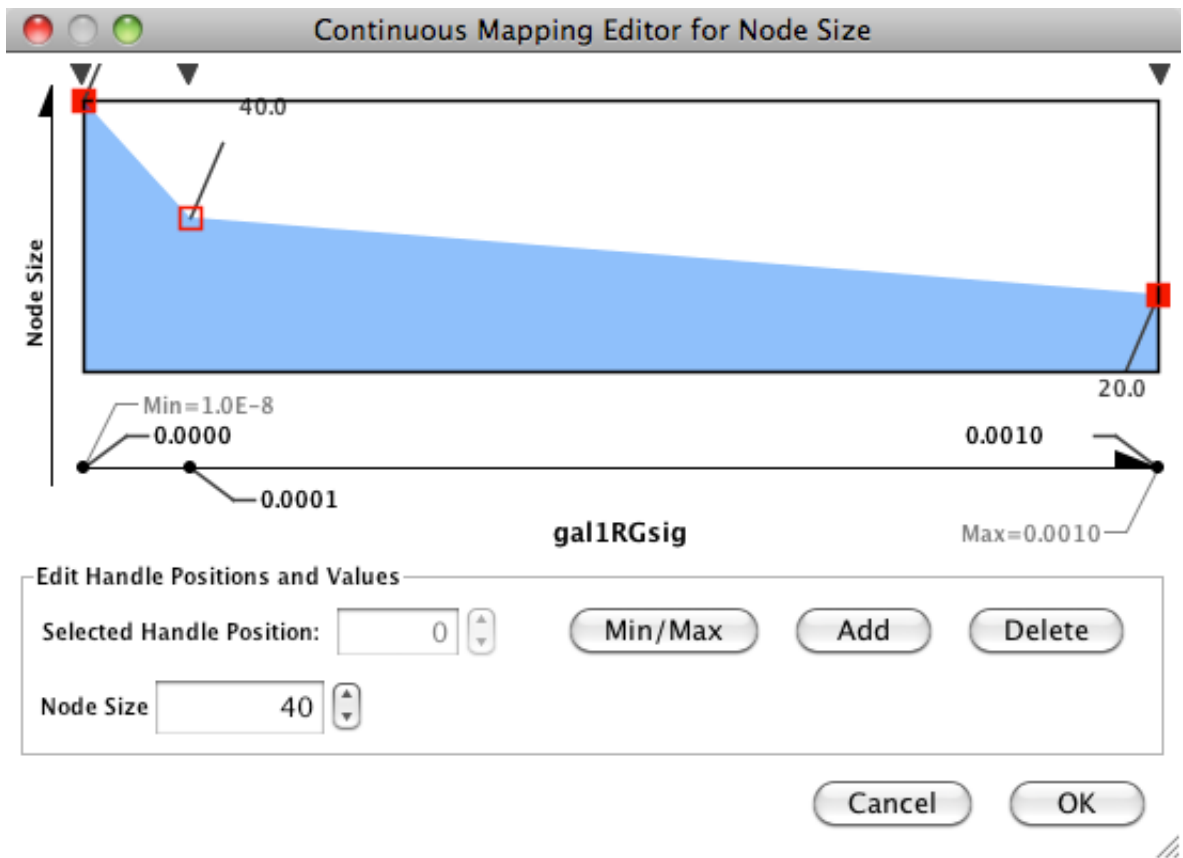 Continuous Mapping Editor for Node Size
40.0
Node Size
20.0
Min=1.0E-8
0.0000
0.0010
0.0001
gal1RGsig
Max=0.0010
Edit Handle Positions and Values
Selected Handle Position: 0 Min/Max Add Delete
Node Size 40
Cancel OK